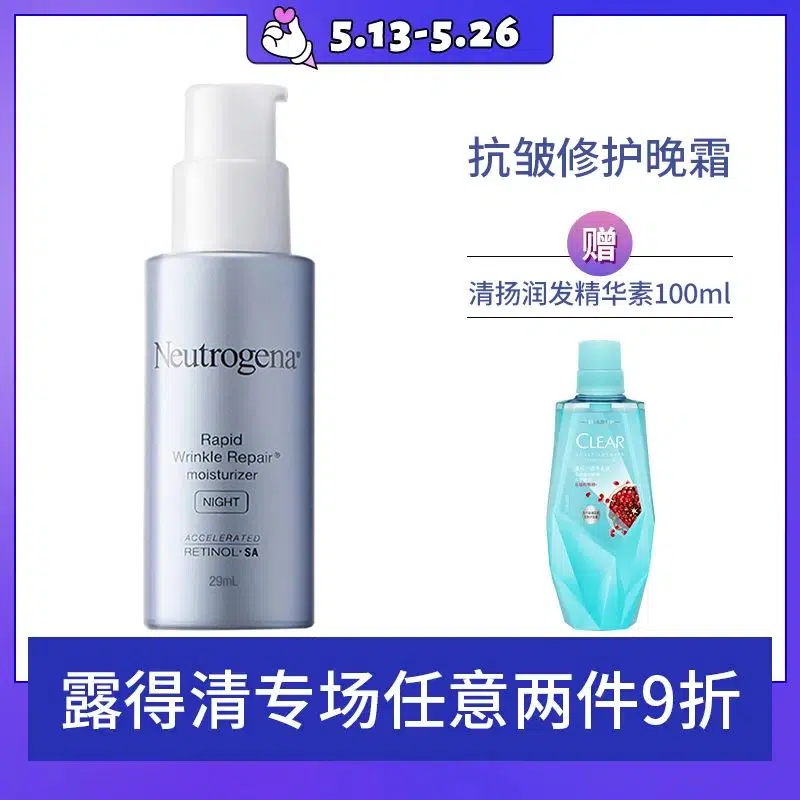 5.13-5.26
抗皱修护晚霜
赠
清扬润发精华素100ml
Neutrogena®
Rapid
Wrinkle Repair®
moisturizer
NIGHT
ACCELERATED
RETINOL•SA
29mL
CLEAR
露得清专场任意两件9折